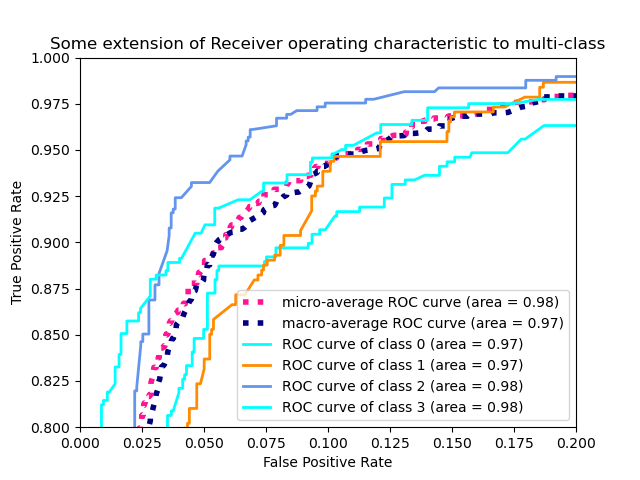 Some extension of Receiver operating characteristic to multi-class
1.000
0.975
0.950
0.925
0.900
0.875
0.850
0.825
0.800
True Positive Rate
micro-average ROC curve (area = 0.98)
macro-average ROC curve (area = 0.97)
ROC curve of class 0 (area = 0.97)
ROC curve of class 1 (area = 0.97)
ROC curve of class 2 (area = 0.98)
ROC curve of class 3 (area = 0.98)
0.000 0.025 0.050 0.075 0.100 0.125 0.150 0.175 0.200
False Positive Rate